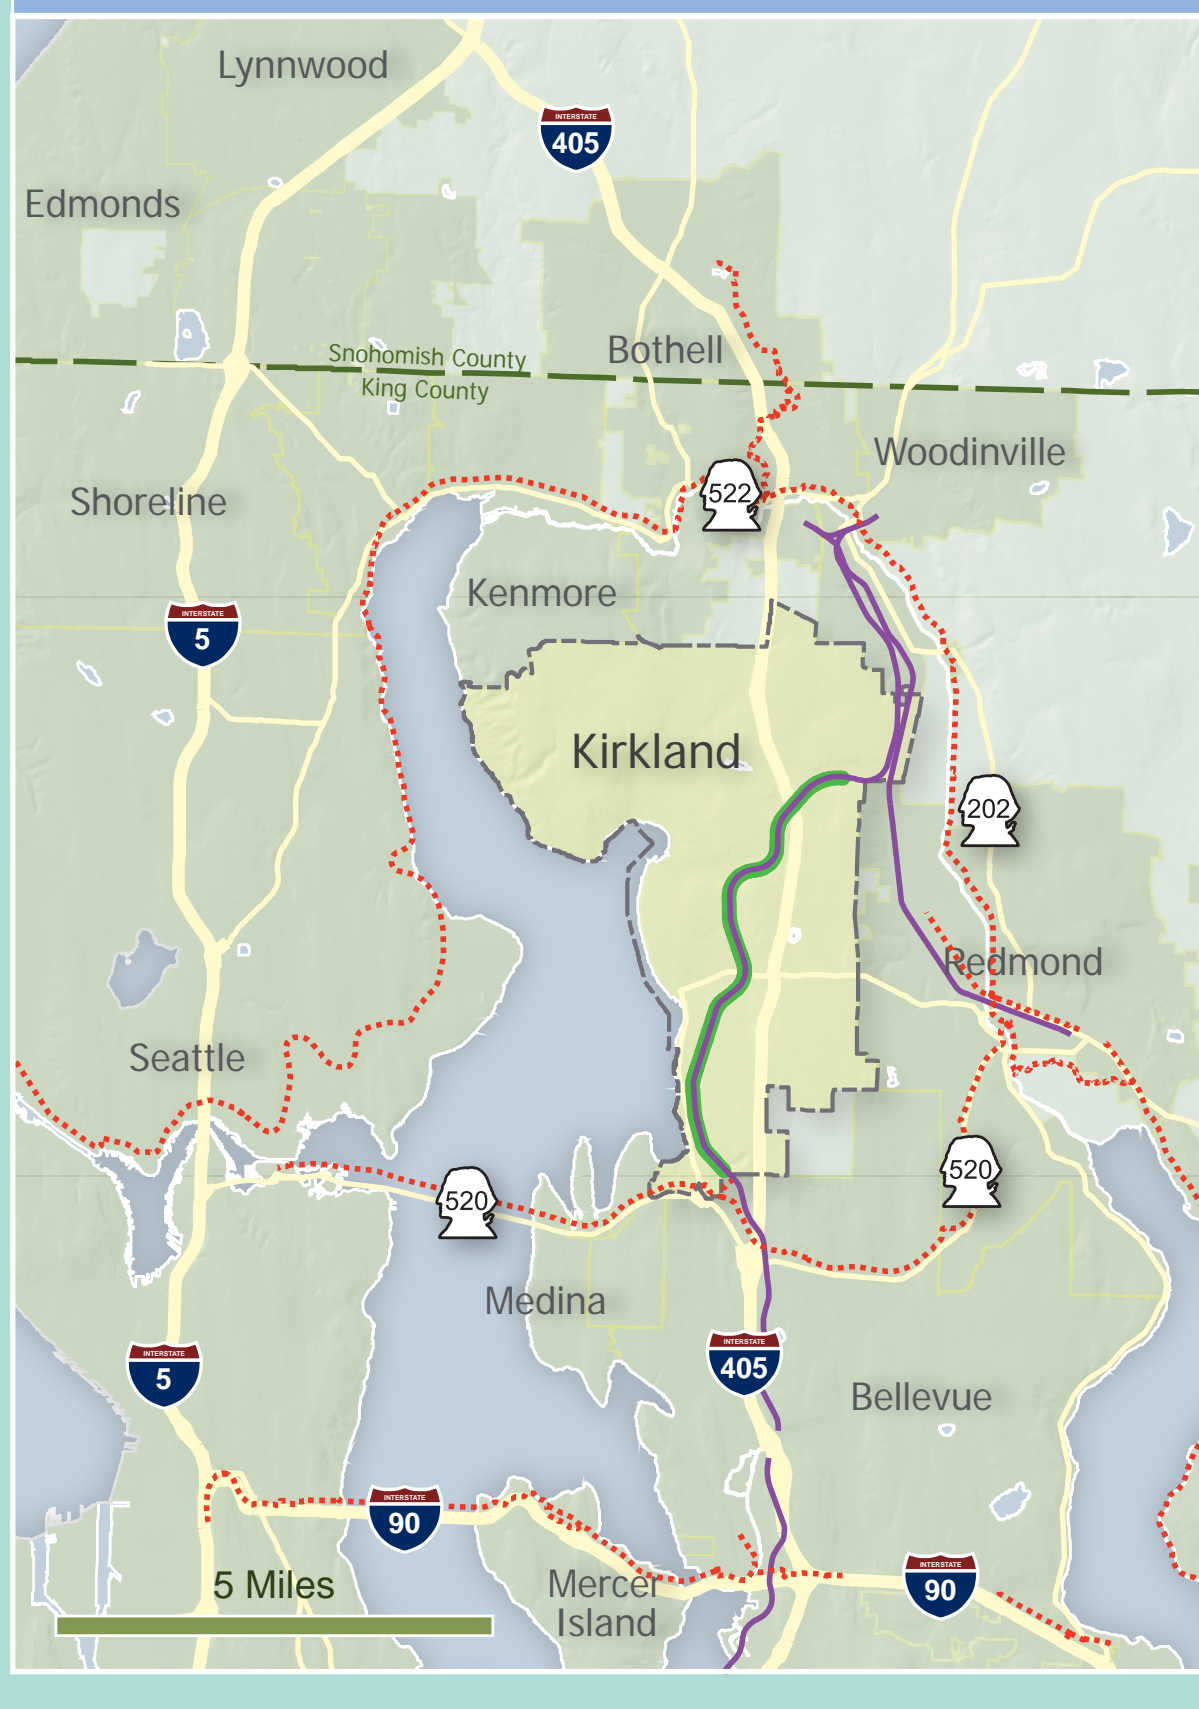 Lynnwood
INTERSTATE
405
Edmonds
Bothell
Snohomish County
King County
Woodinville
522
Shoreline
Kenmore
INTERSTATE
5
Kirkland
202
Redmond
Seattle
520
520
Medina
INTERSTATE
405
INTERSTATE
5
Bellevue
INTERSTATE
90
INTERSTATE
90
5 Miles
Mercer
Island